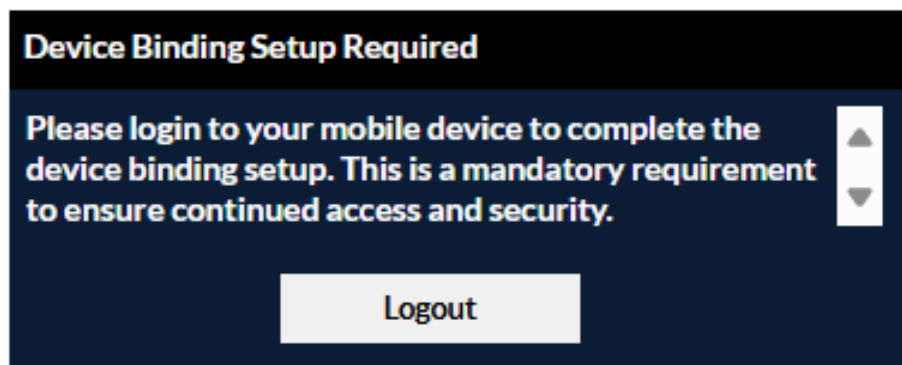 Device Binding Setup Required
Please login to your mobile device to complete the
device binding setup. This is a mandatory requirement
to ensure continued access and security.
Logout